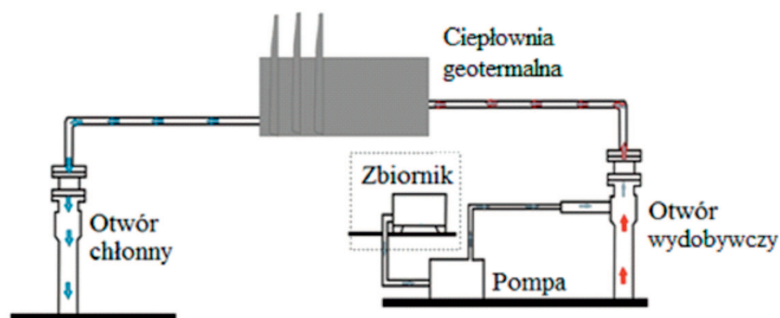 Ciepłownia
geotermalna
Zbiornik
Otwór
chłonny
Otwór
wydobywczy
Pompa